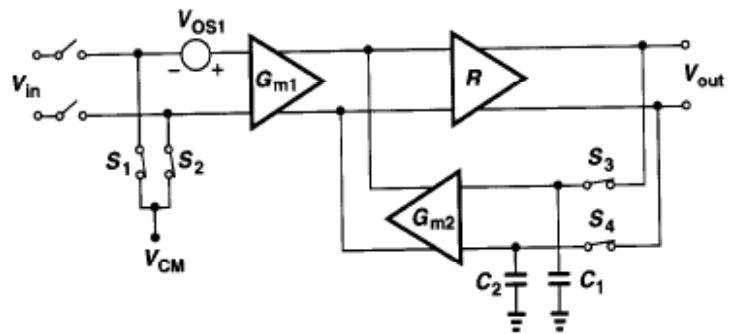 V_OS1
− +
V_in
G_m1
R
V_out
S_1
S_2
S_3
G_m2
S_4
V_CM
C_2
C_1